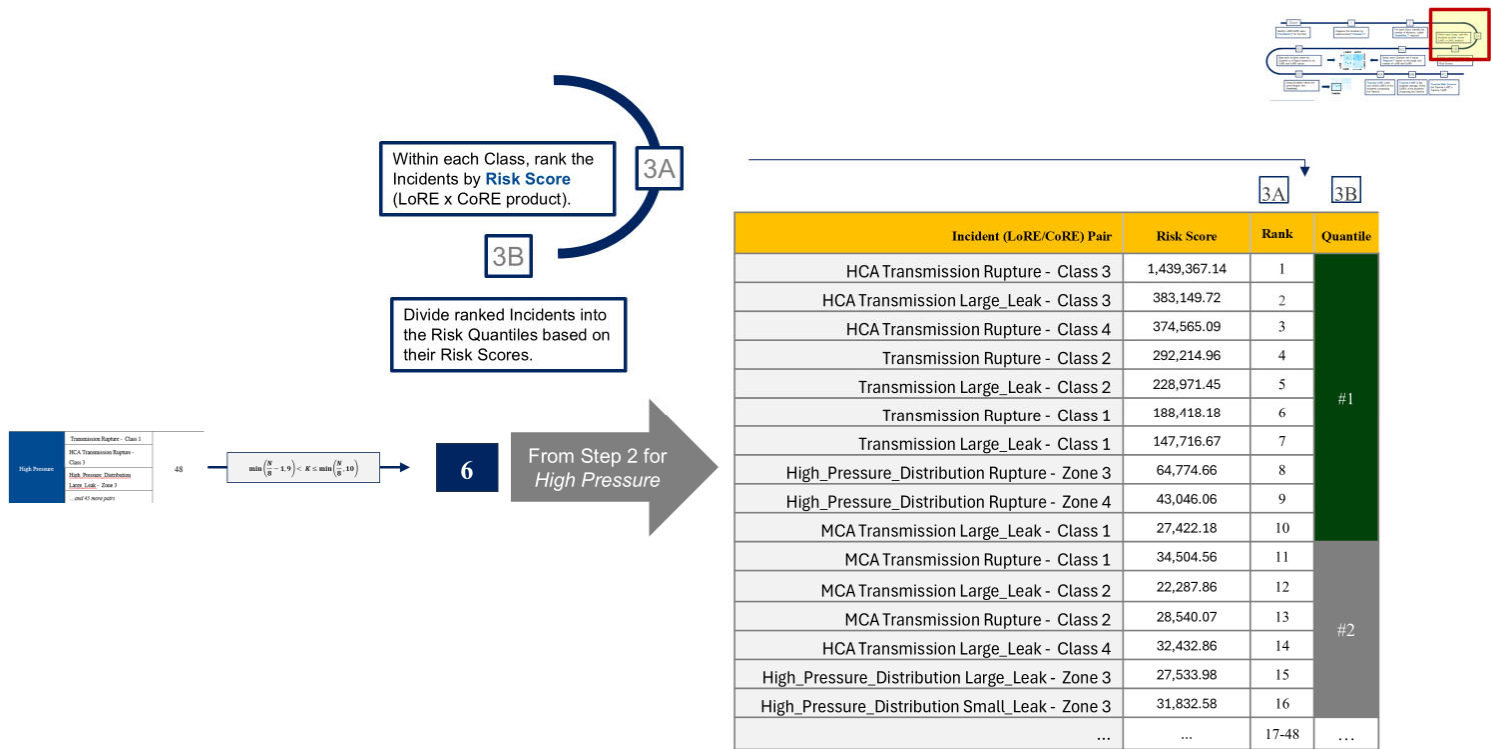 Within each Class, rank the
Incidents by Risk Score
(LoRE x CoRE product).
3A
3B
Divide ranked Incidents into
the Risk Quantiles based on
their Risk Scores.
High Pressure
Transmission Rupture - Class 1
HCA Transmission Rupture -
Class 3
High_Pressure_Distribution
Large_Leak - Zone 3
...and 45 more pairs
48
min(N/8 − 1, 9) < K ≤ min(N/8, 10)
6
From Step 2 for
High Pressure
3A 3B
Incident (LoRE/CoRE) Pair Risk Score Rank Quantile
HCA Transmission Rupture - Class 3 1,439,367.14 1
HCA Transmission Large_Leak - Class 3 383,149.72 2
HCA Transmission Rupture - Class 4 374,565.09 3
Transmission Rupture - Class 2 292,214.96 4
Transmission Large_Leak - Class 2 228,971.45 5
#1
Transmission Rupture - Class 1 188,418.18 6
Transmission Large_Leak - Class 1 147,716.67 7
High_Pressure_Distribution Rupture - Zone 3 64,774.66 8
High_Pressure_Distribution Rupture - Zone 4 43,046.06 9
MCA Transmission Large_Leak - Class 1 27,422.18 10
MCA Transmission Rupture - Class 1 34,504.56 11
MCA Transmission Large_Leak - Class 2 22,287.86 12
MCA Transmission Rupture - Class 2 28,540.07 13
#2
HCA Transmission Large_Leak - Class 4 32,432.86 14
High_Pressure_Distribution Large_Leak - Zone 3 27,533.98 15
High_Pressure_Distribution Small_Leak - Zone 3 31,832.58 16
... ... 17-48 ...